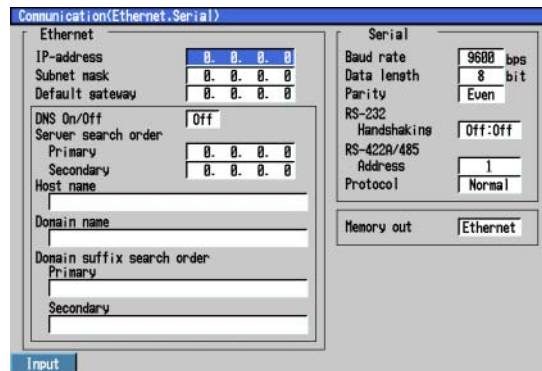 Communication(Ethernet.Serial)
Ethernet
IP-address 0. 0. 0. 0
Subnet mask 0. 0. 0. 0
Default gateway 0. 0. 0. 0
DNS On/Off Off
Server search order
Primary 0. 0. 0. 0
Secondary 0. 0. 0. 0
Host name
Domain name
Domain suffix search order
Primary
Secondary
Serial
Baud rate 9600 bps
Data length 8 bit
Parity Even
RS-232
Handshaking Off:Off
RS-422A/485
Address 1
Protocol Normal
Memory out Ethernet
Input